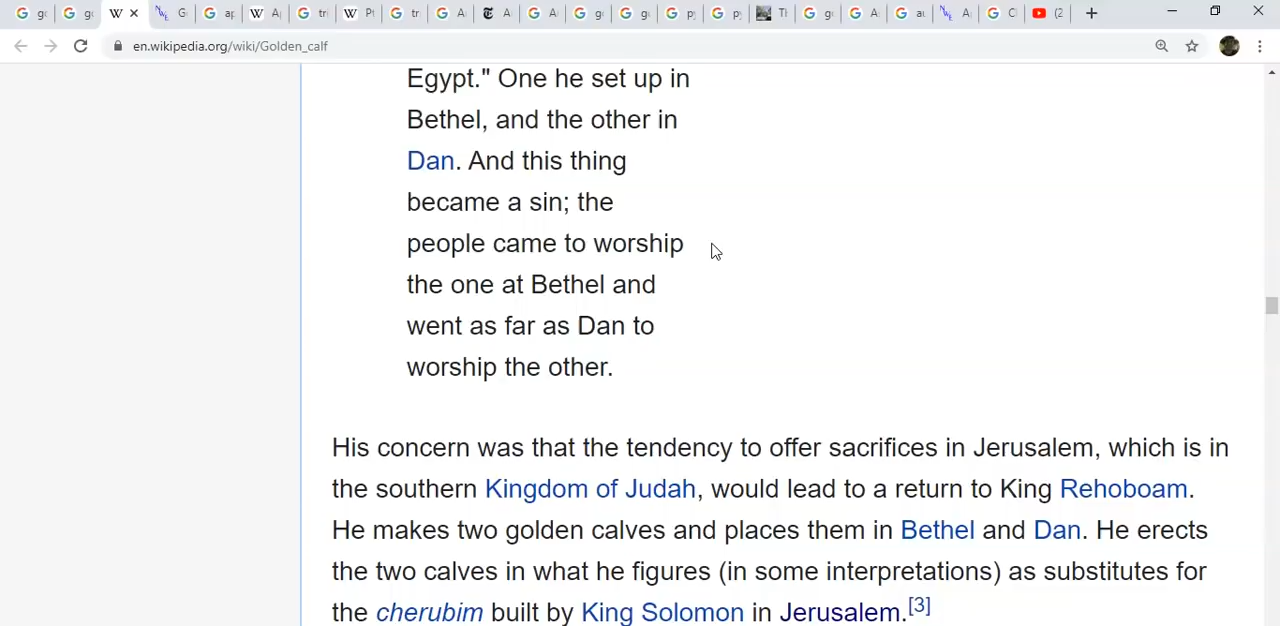 en.wikipedia.org/wiki/Golden_calf
Egypt." One he set up in
Bethel, and the other in
Dan. And this thing
became a sin; the
people came to worship
the one at Bethel and
went as far as Dan to
worship the other.
His concern was that the tendency to offer sacrifices in Jerusalem, which is in
the southern Kingdom of Judah, would lead to a return to King Rehoboam.
He makes two golden calves and places them in Bethel and Dan. He erects
the two calves in what he figures (in some interpretations) as substitutes for
the cherubim built by King Solomon in Jerusalem.[3]